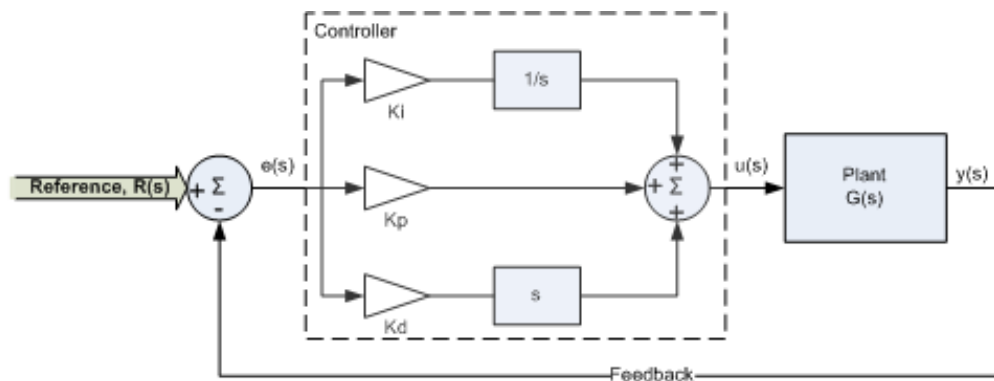 Controller
Ki
1/s
Reference, R(s)
+ Σ
-
e(s)
Kp
+
+ Σ
+
u(s)
Plant
G(s)
y(s)
Kd
s
Feedback